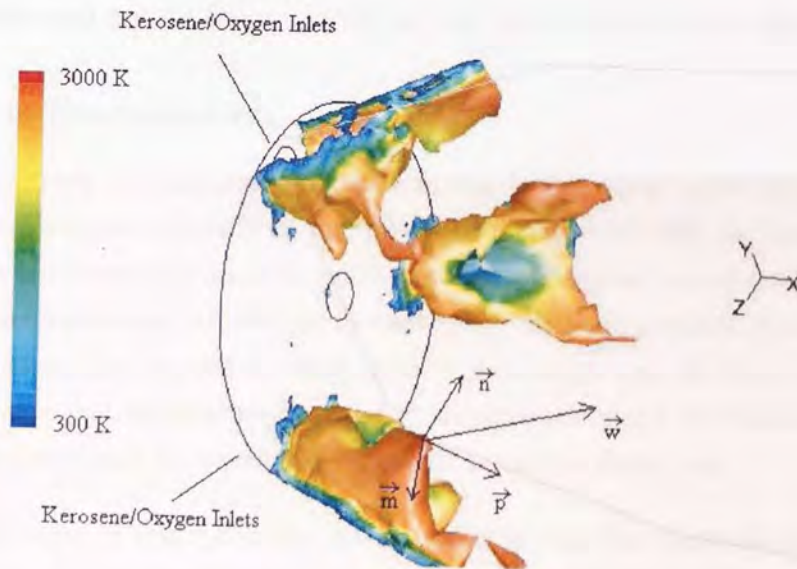 Kerosene/Oxygen Inlets
3000 K
Y
X
Z
n
w
300 K
m
p
Kerosene/Oxygen Inlets